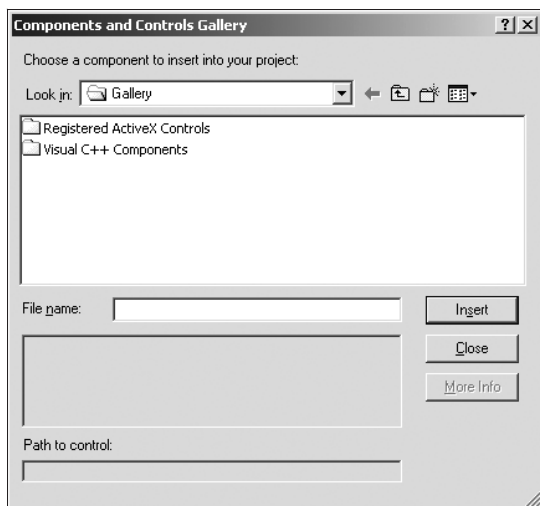 Components and Controls Gallery
Choose a component to insert into your project:
Look in: Gallery
Registered ActiveX Controls
Visual C++ Components
File name:
Insert
Close
More Info
Path to control: